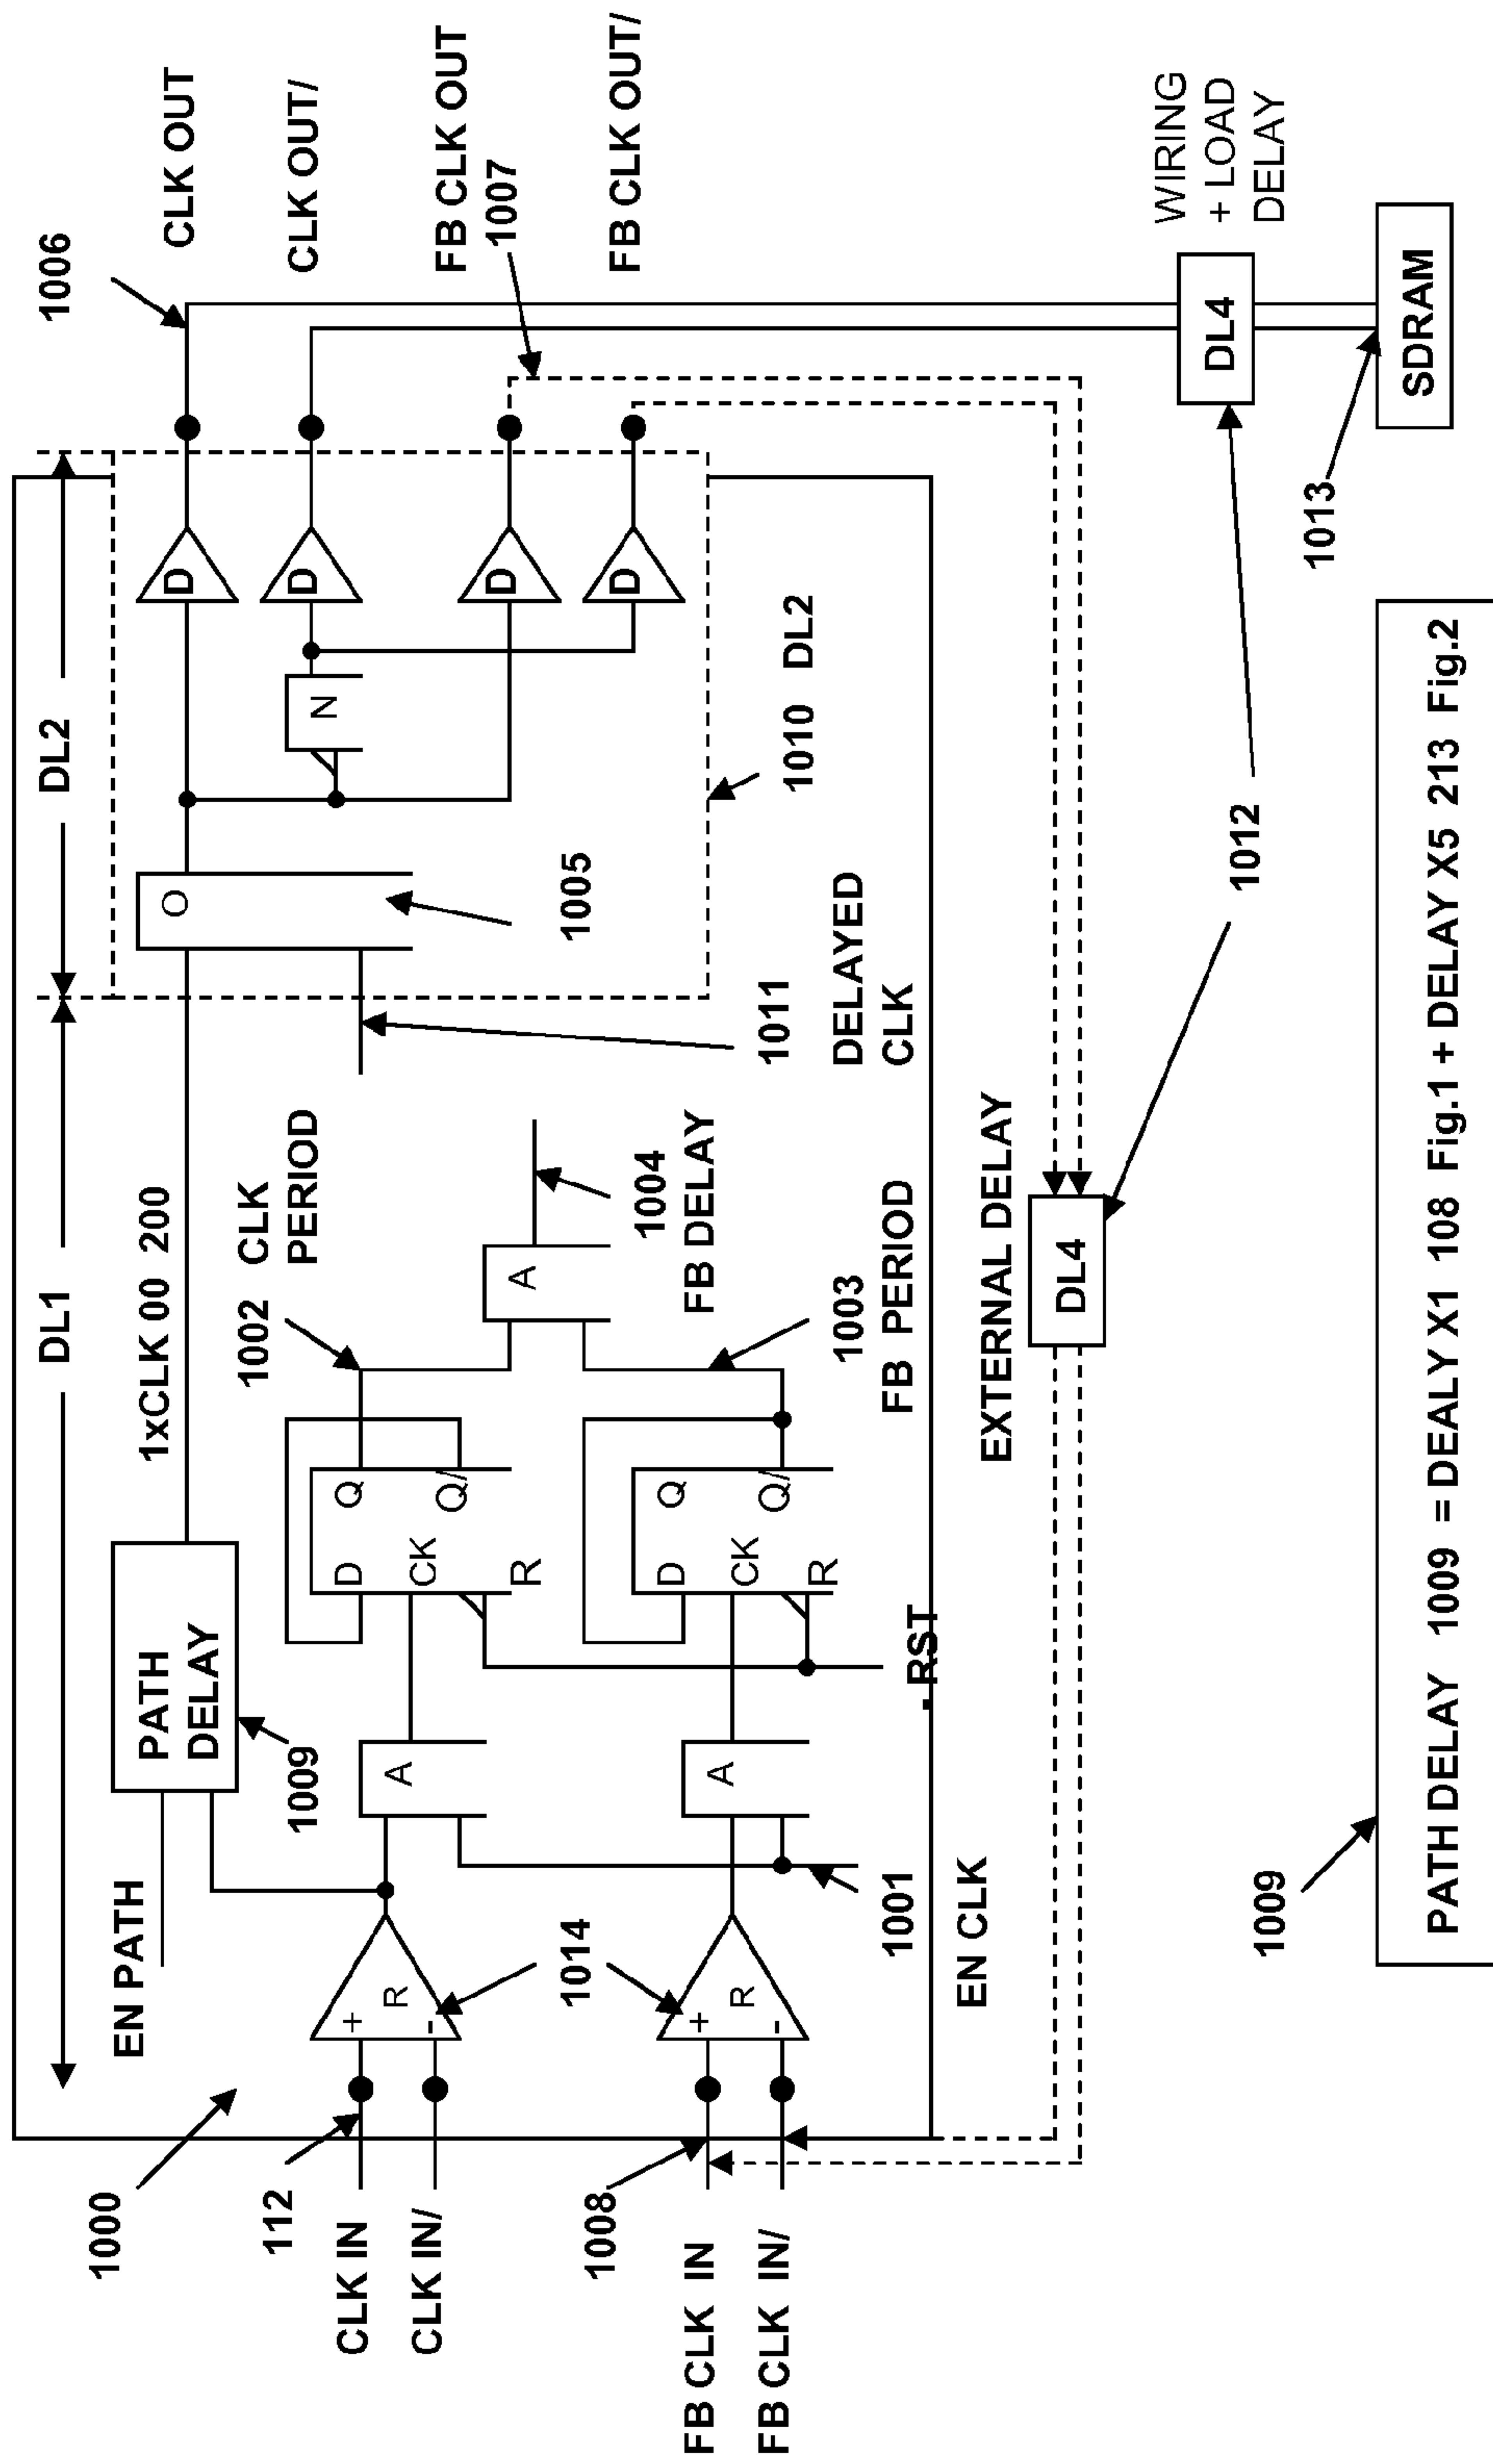 1000
DL1
DL2
1006
EN PATH
PATH
DELAY
1009
1xCLK 00 200
O
D
CLK OUT
112
CLK IN
CLK IN/
+
-
R
1014
A
D
Q
CK
Q/
R
1002 CLK
PERIOD
N
D
CLK OUT/
A
1004
FB DELAY
1005
D
FB CLK OUT
1007
1008
FB CLK IN
FB CLK IN/
+
-
R
A
D
Q
CK
Q/
R
1003
FB PERIOD
1011
DELAYED
CLK
D
FB CLK OUT/
1010 DL2
1001
EN CLK
RST
EXTERNAL DELAY
DL4
1012
DL4
WIRING
+ LOAD
DELAY
1013
SDRAM
1009
PATH DELAY 1009 = DEALY X1 108 Fig.1 + DELAY X5 213 Fig.2